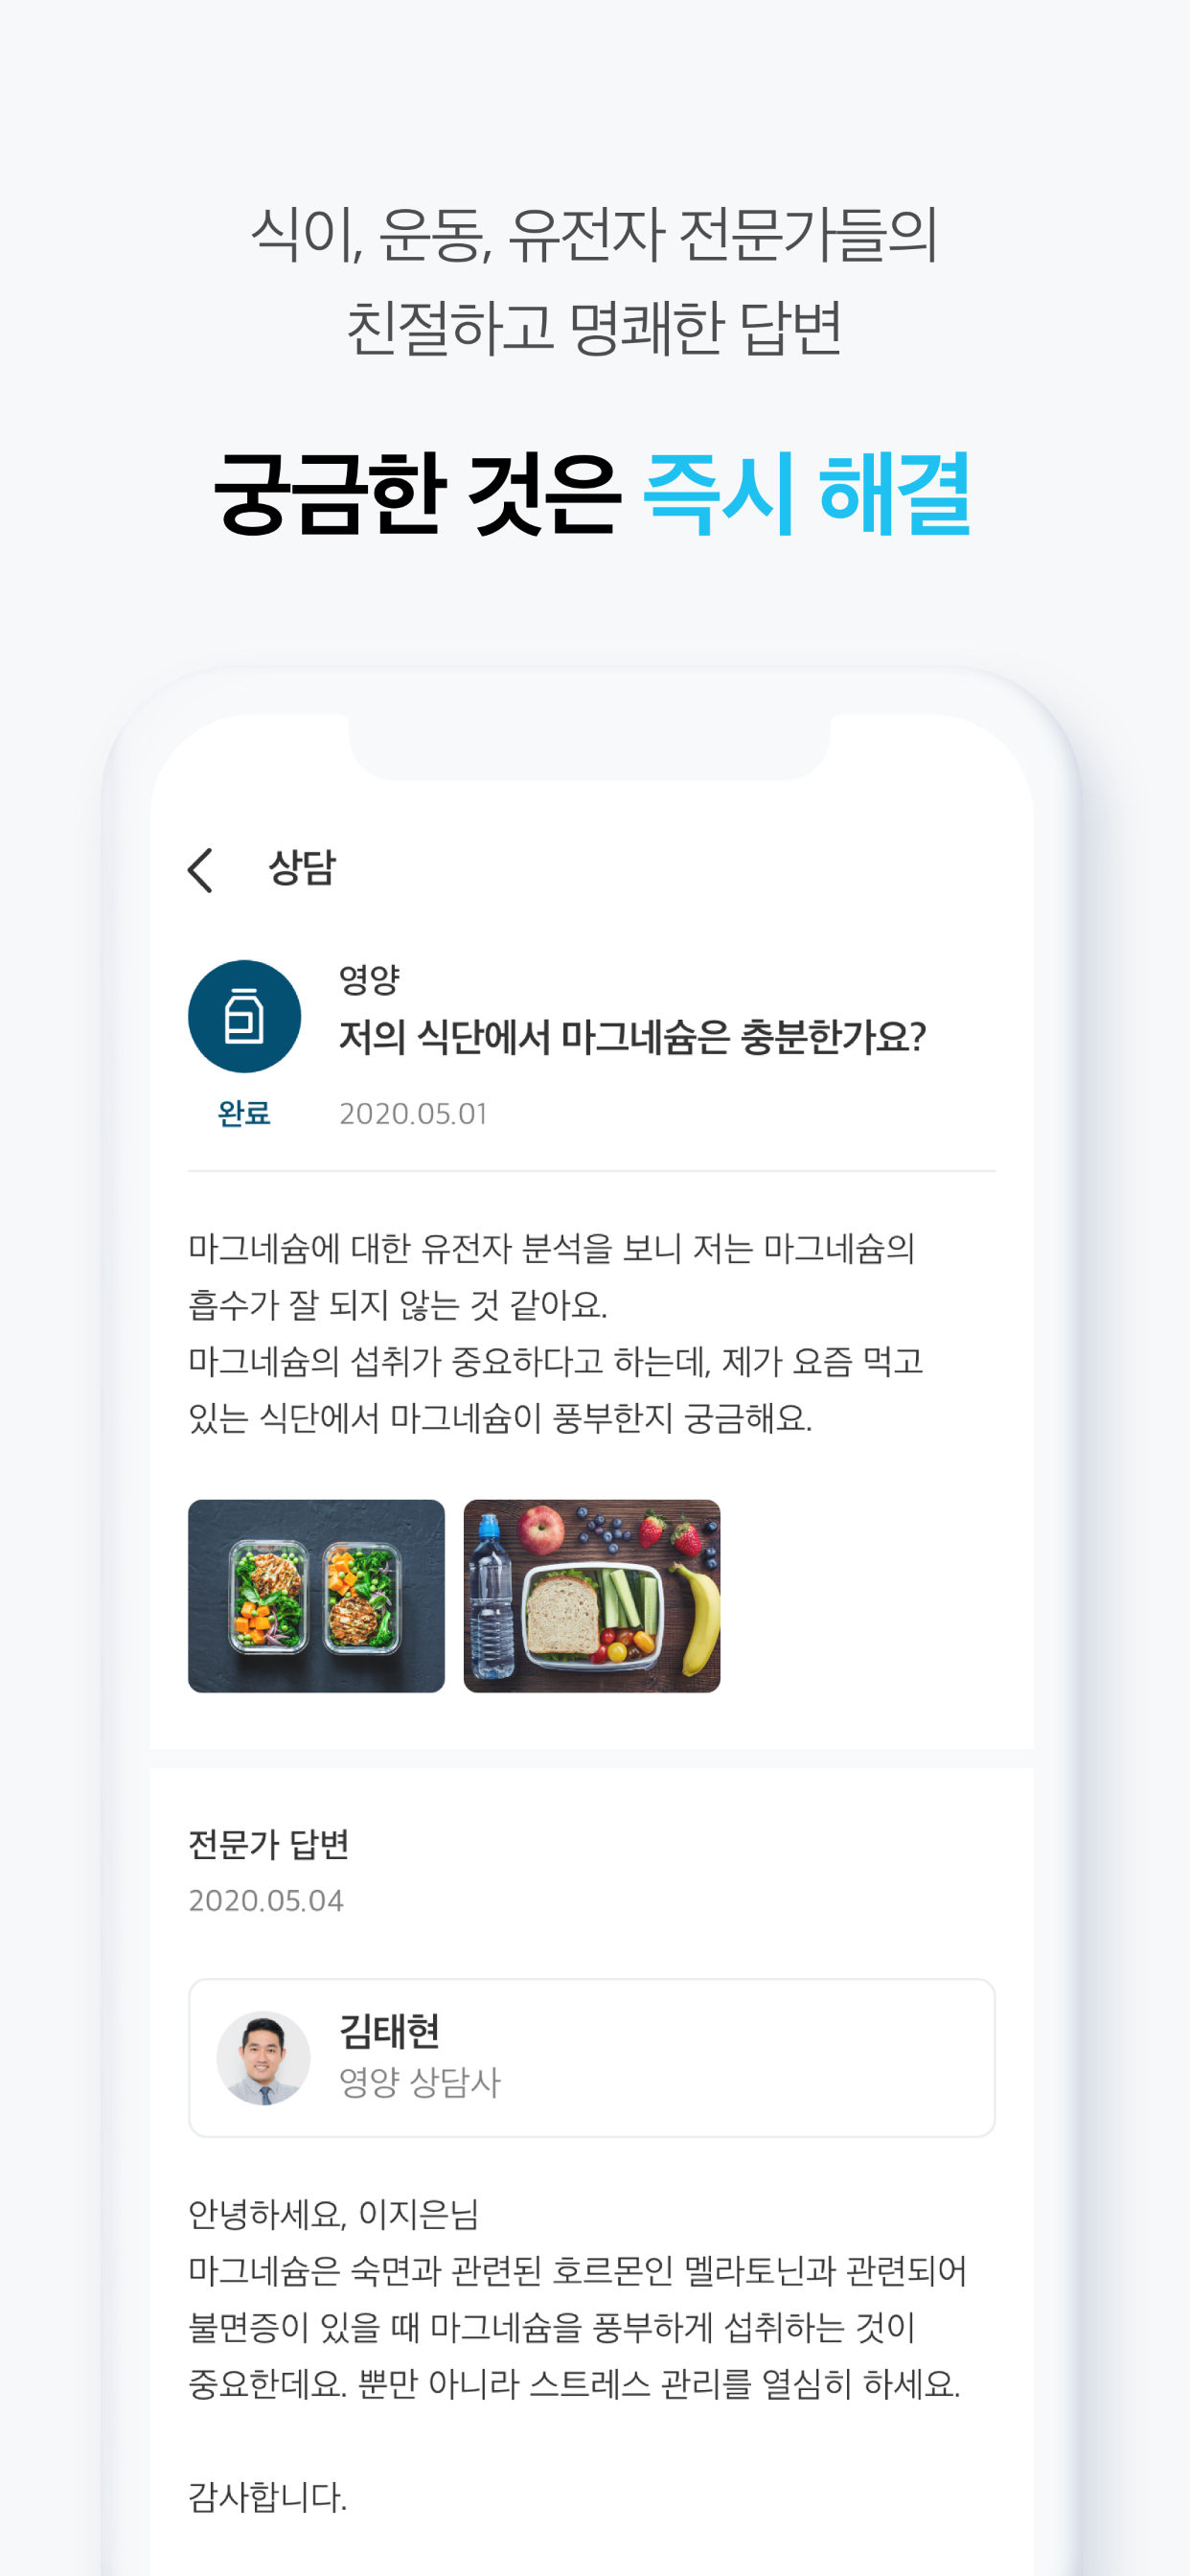 식이, 운동, 유전자 전문가들의
친절하고 명쾌한 답변
궁금한 것은 즉시 해결
상담
영양
저의 식단에서 마그네슘은 충분한가요?
완료
2020.05.01
마그네슘에 대한 유전자 분석을 보니 저는 마그네슘의
흡수가 잘 되지 않는 것 같아요.
마그네슘의 섭취가 중요하다고 하는데, 제가 요즘 먹고
있는 식단에서 마그네슘이 풍부한지 궁금해요.
전문가 답변
2020.05.04
김태현
영양 상담사
안녕하세요, 이지은님
마그네슘은 숙면과 관련된 호르몬인 멜라토닌과 관련되어
불면증이 있을 때 마그네슘을 풍부하게 섭취하는 것이
중요한데요. 뿐만 아니라 스트레스 관리를 열심히 하세요.
감사합니다.